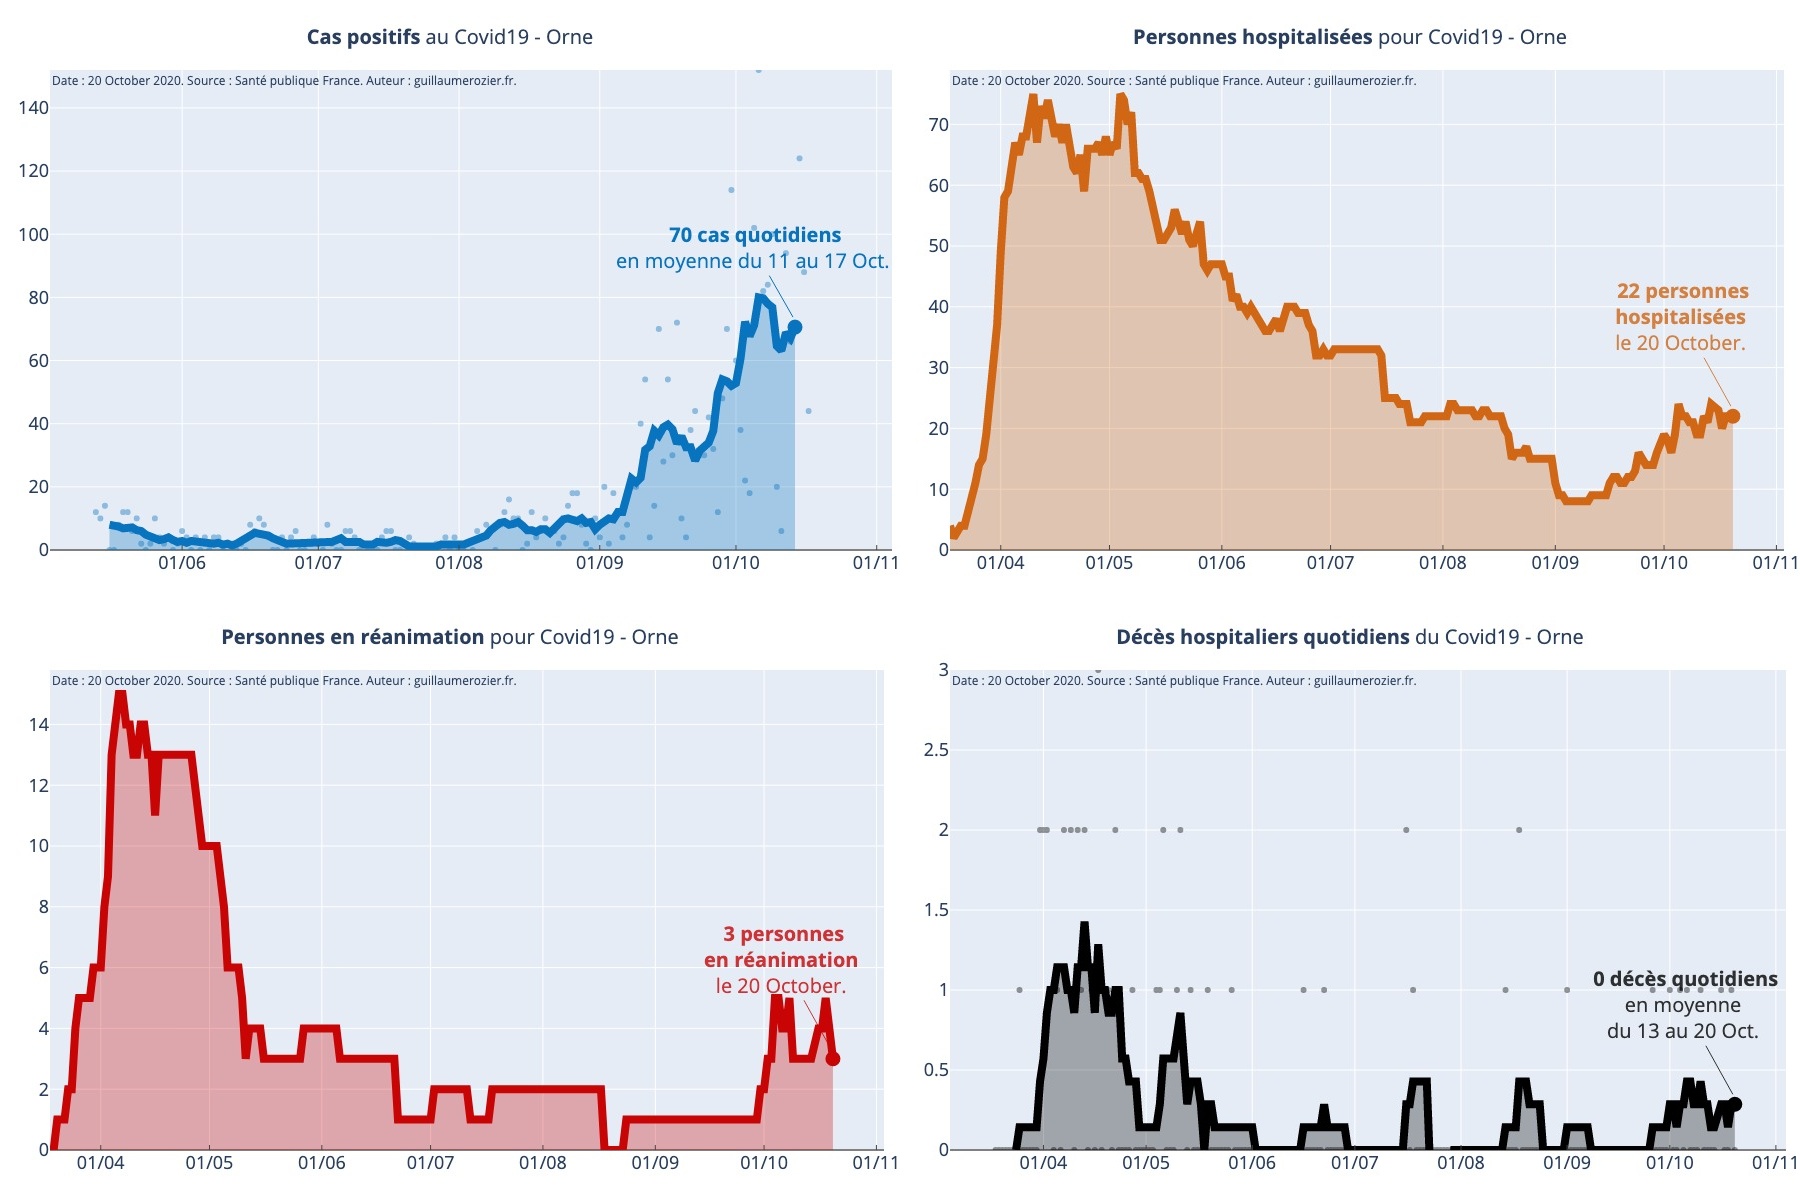 Cas positifs au Covid19 - Orne
Date : 20 October 2020. Source : Santé publique France. Auteur : guillaumerozier.fr.
140
120
100
80
60
40
20
0
70 cas quotidiens
en moyenne du 11 au 17 Oct.
01/06 01/07 01/08 01/09 01/10 01/11
Personnes hospitalisées pour Covid19 - Orne
Date : 20 October 2020. Source : Santé publique France. Auteur : guillaumerozier.fr.
70
60
50
40
30
20
10
0
22 personnes
hospitalisées
le 20 October.
01/04 01/05 01/06 01/07 01/08 01/09 01/10 01/11
Personnes en réanimation pour Covid19 - Orne
Date : 20 October 2020. Source : Santé publique France. Auteur : guillaumerozier.fr.
14
12
10
8
6
4
2
0
3 personnes
en réanimation
le 20 October.
01/04 01/05 01/06 01/07 01/08 01/09 01/10 01/11
Décès hospitaliers quotidiens du Covid19 - Orne
3
Date : 20 October 2020. Source : Santé publique France. Auteur : guillaumerozier.fr.
2.5
2
1.5
1
0.5
0
0 décès quotidiens
en moyenne
du 13 au 20 Oct.
01/04 01/05 01/06 01/07 01/08 01/09 01/10 01/11